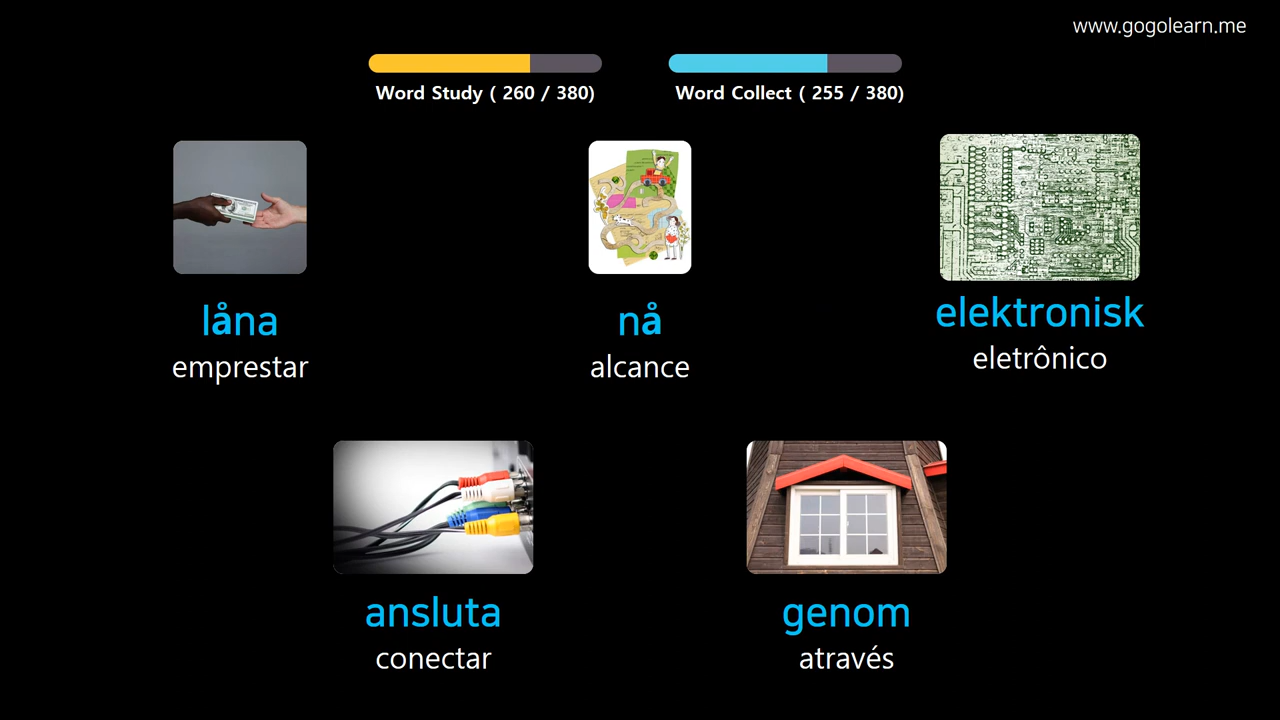 www.gogolearn.me
Word Study ( 260 / 380)
Word Collect ( 255 / 380)
låna
emprestar
nå
alcance
elektronisk
eletrônico
ansluta
conectar
genom
através